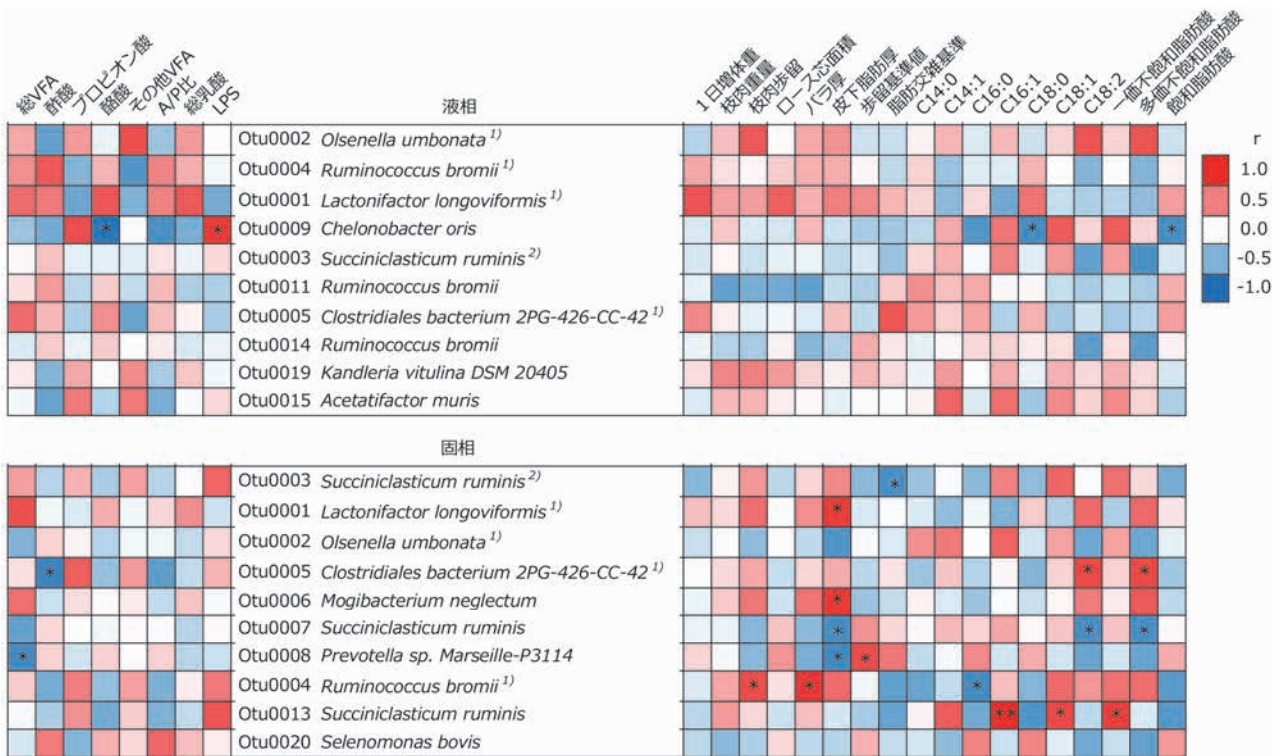 総VFA 酢酸 プロピオン酸 酪酸 その他VFA A/P比 総乳酸 LPS
液相
1日増体重 枝肉重量 枝肉歩留 ロース芯面積 バラ厚 皮下脂肪厚 歩留基準値 脂肪交雑基準 C14:0 C14:1 C16:0 C16:1 C18:0 C18:1 C18:2 一価不飽和脂肪酸 多価不飽和脂肪酸 飽和脂肪酸
Otu0002 Olsenella umbonata 1)
Otu0004 Ruminococcus bromii 1)
Otu0001 Lactonifactor longoviformis 1)
Otu0009 Chelonobacter oris
* * * *
Otu0003 Succiniclasticum ruminis 2)
Otu0011 Ruminococcus bromii
Otu0005 Clostridiales bacterium 2PG-426-CC-42 1)
Otu0014 Ruminococcus bromii
Otu0019 Kandleria vitulina DSM 20405
Otu0015 Acetatifactor muris
r
1.0
0.5
0.0
-0.5
-1.0
固相
Otu0003 Succiniclasticum ruminis 2) *
Otu0001 Lactonifactor longoviformis 1) *
Otu0002 Olsenella umbonata 1)
* Otu0005 Clostridiales bacterium 2PG-426-CC-42 1) * *
Otu0006 Mogibacterium neglectum *
Otu0007 Succiniclasticum ruminis * * *
* Otu0008 Prevotella sp. Marseille-P3114 * *
Otu0004 Ruminococcus bromii 1) * * *
Otu0013 Succiniclasticum ruminis ** * *
Otu0020 Selenomonas bovis